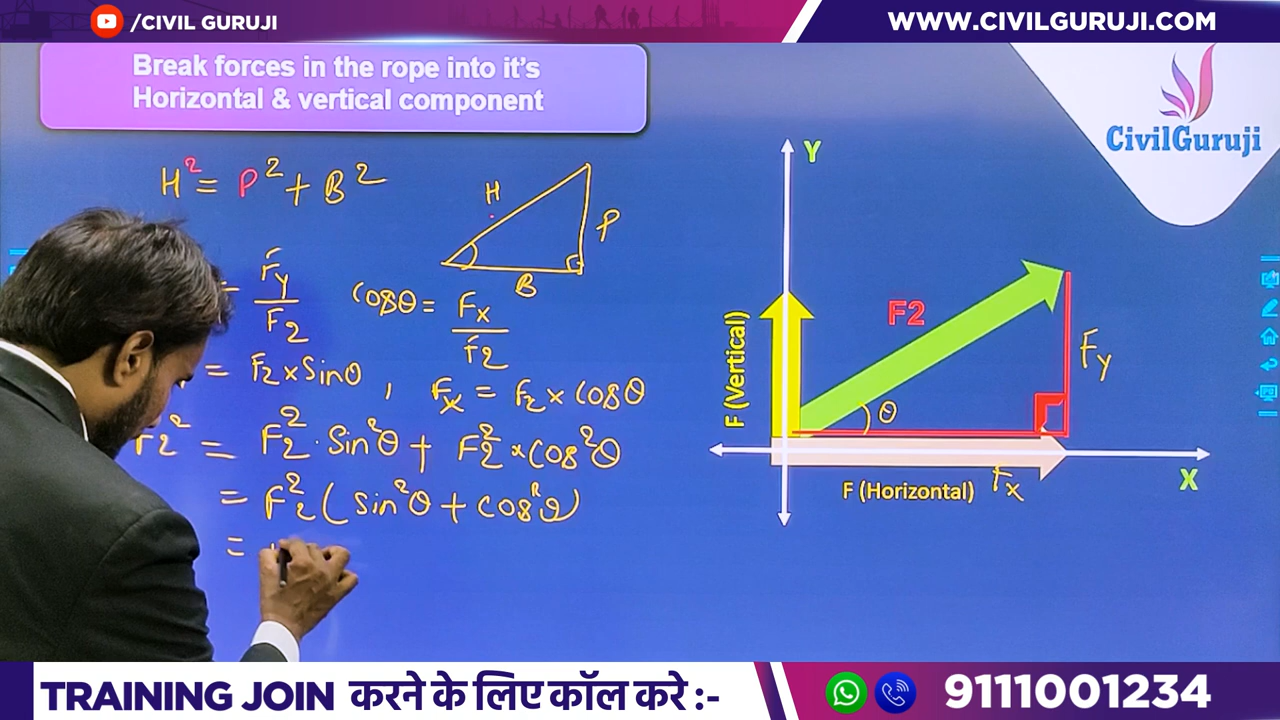 /CIVIL GURUJI
WWW.CIVILGURUJI.COM
Break forces in the rope into it's
Horizontal & vertical component
CivilGuruji
H² = P² + B²
H
P
B
= Fy / F2
Cosθ = Fx / F2
= F2 × Sinθ , Fx = F2 × Cosθ
F2² = F2² · Sin²θ + F2² × Cos²θ
= F2² ( Sin²θ + Cos²θ )
=
Y
F2
Fy
F (Vertical)
θ
F (Horizontal)
Fx
X
TRAINING JOIN करने के लिए कॉल करे :-
9111001234